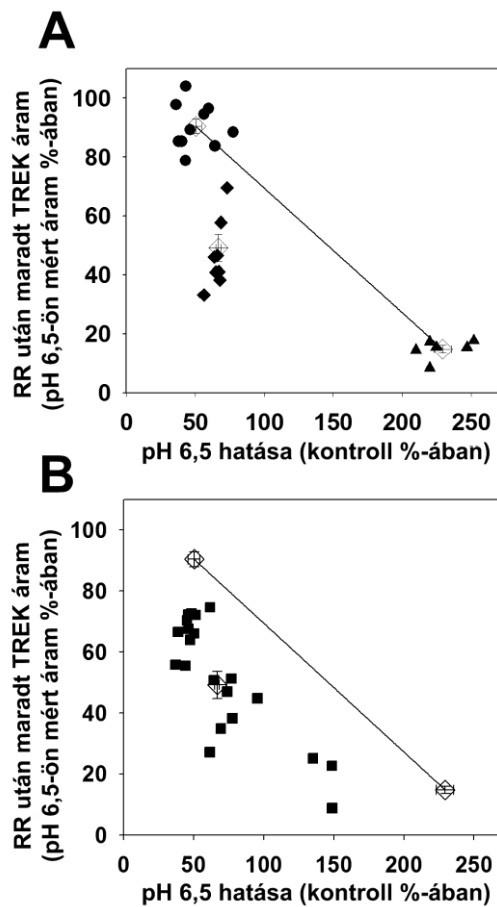 A
RR után maradt TREK áram
(pH 6,5-ön mért áram %-ában)
100
80
60
40
20
0
0 50 100 150 200 250
pH 6,5 hatása (kontroll %-ában)
B
RR után maradt TREK áram
(pH 6,5-ön mért áram %-ában)
100
80
60
40
20
0
0 50 100 150 200 250
pH 6,5 hatása (kontroll %-ában)